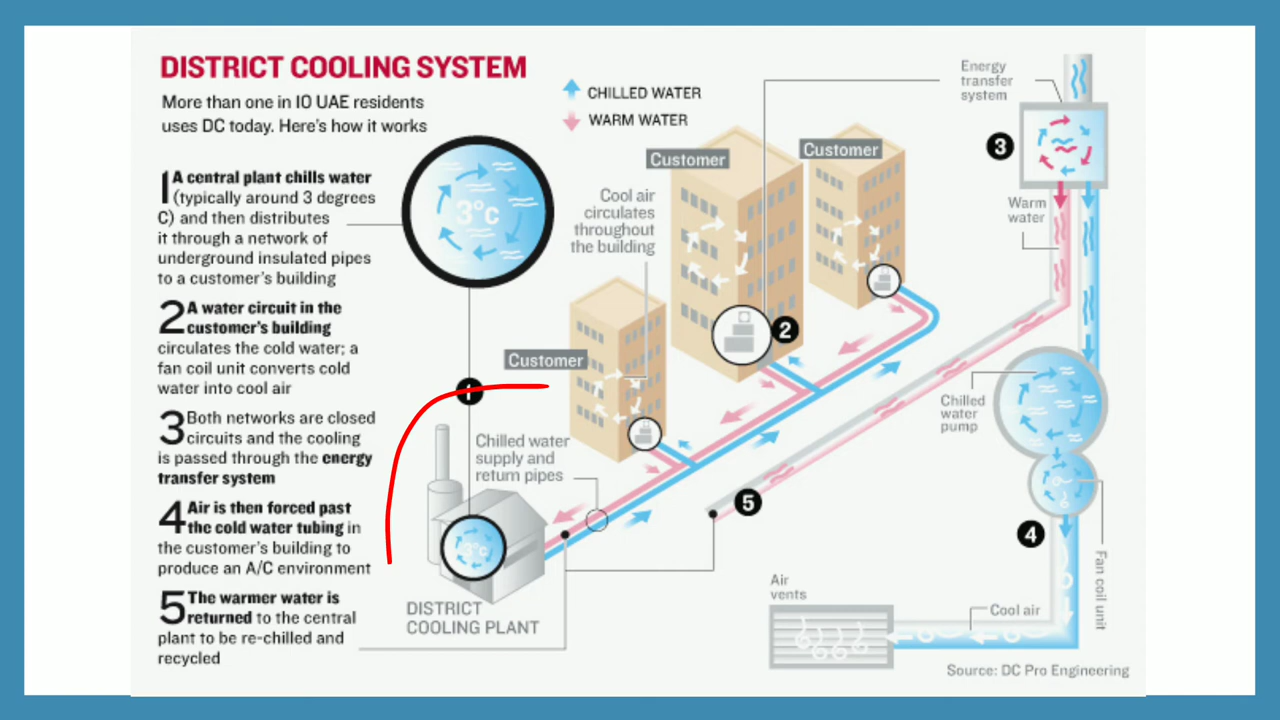 DISTRICT COOLING SYSTEM
More than one in 10 UAE residents
uses DC today. Here's how it works
CHILLED WATER
WARM WATER
1 A central plant chills water
(typically around 3 degrees
C) and then distributes
it through a network of
underground insulated pipes
to a customer's building
2 A water circuit in the
customer's building
circulates the cold water; a
fan coil unit converts cold
water into cool air
3 Both networks are closed
circuits and the cooling
is passed through the energy
transfer system
4 Air is then forced past
the cold water tubing in
the customer's building to
produce an A/C environment
5 The warmer water is
returned to the central
plant to be re-chilled and
recycled
3°c
1
3°c
DISTRICT
COOLING PLANT
Chilled water
supply and
return pipes
Customer
Customer
Customer
Cool air
circulates
throughout
the building
2
Energy
transfer
system
3
Warm
water
Chilled
water
pump
5
4
Fan coil unit
Air
vents
Cool air
Source: DC Pro Engineering